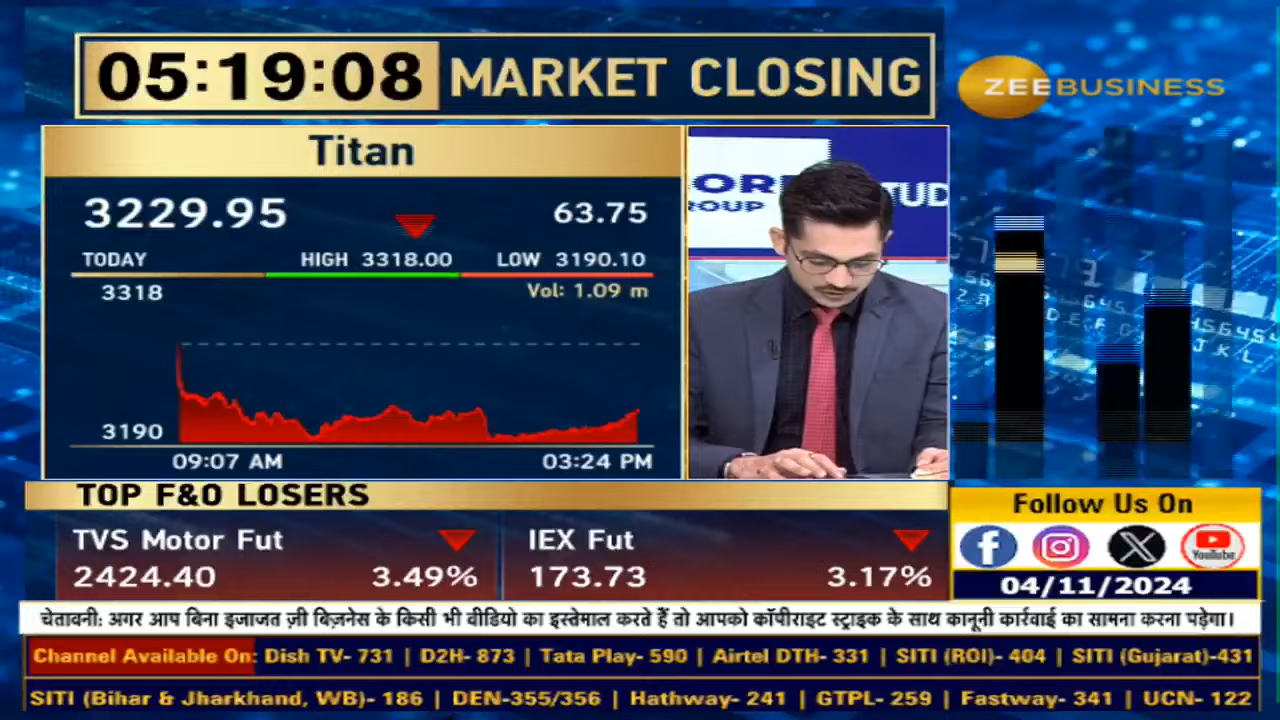 05:19:08 MARKET CLOSING
ZEEBUSINESS
Titan
3229.95 63.75
TODAY HIGH 3318.00 LOW 3190.10
3318 Vol: 1.09 m
3190
09:07 AM 03:24 PM
TOP F&O LOSERS
TVS Motor Fut
2424.40 3.49%
IEX Fut
173.73 3.17%
Follow Us On
YouTube
04/11/2024
चेतावनी: अगर आप बिना इजाजत ज़ी बिज़नेस के किसी भी वीडियो का इस्तेमाल करते हैं तो आपको कॉपीराइट स्ट्राइक के साथ कानूनी कार्रवाई का सामना करना पड़ेगा।
Channel Available On: Dish TV- 731 | D2H- 873 | Tata Play- 590 | Airtel DTH- 331 | SITI (ROI)- 404 | SITI (Gujarat)-431
SITI (Bihar & Jharkhand, WB)- 186 | DEN-355/356 | Hathway- 241 | GTPL- 259 | Fastway- 341 | UCN- 122